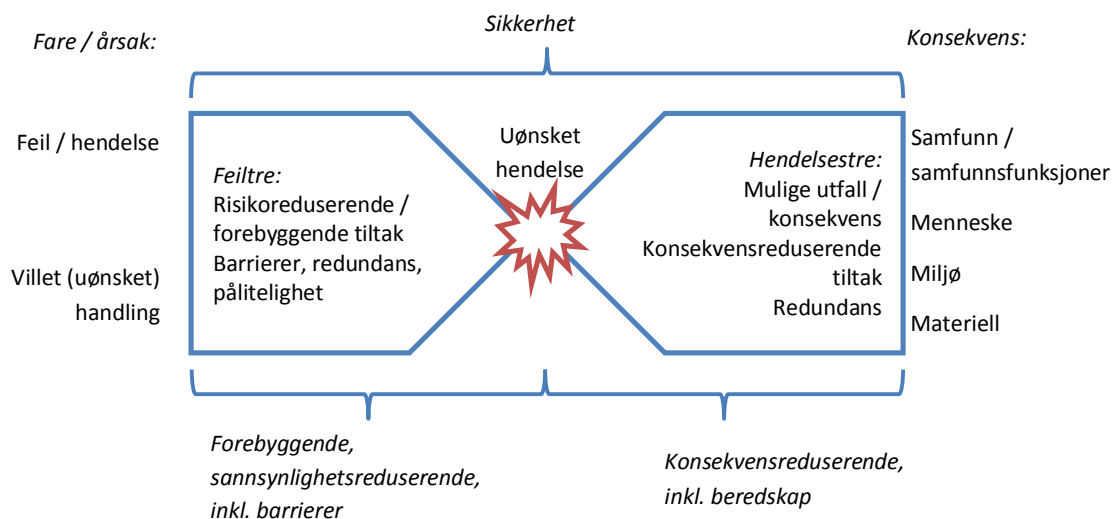 Sikkerhet
Fare / årsak:
Konsekvens:
Feil / hendelse
Villet (uønsket)
handling
Feiltre:
Risikoreduserende /
forebyggende tiltak
Barrierer, redundans,
pålitelighet
Uønsket
hendelse
Hendelsestre:
Mulige utfall /
konsekvens
Konsekvensreduserende
tiltak
Redundans
Samfunn /
samfunnsfunksjoner
Menneske
Miljø
Materiell
Forebyggende,
sannsynlighetsreduserende,
inkl. barrierer
Konsekvensreduserende,
inkl. beredskap